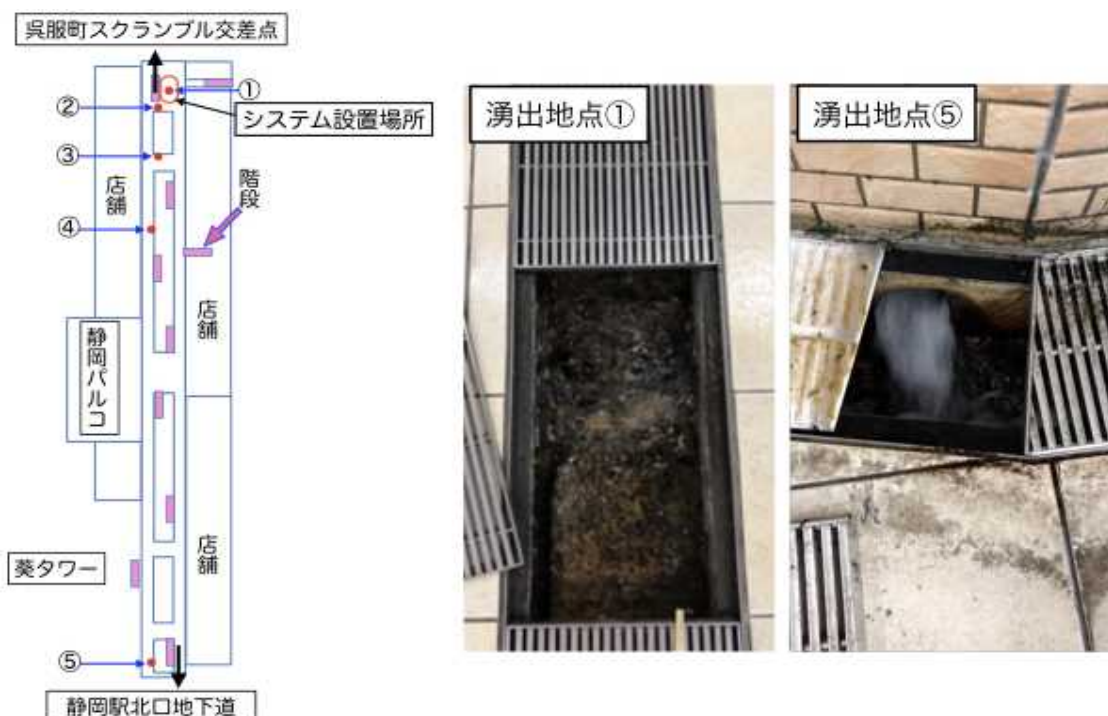 呉服町スクランブル交差点
①
②
システム設置場所
③
店舗
階段
④
店舗
静岡パルコ
店舗
葵タワー
⑤
静岡駅北口地下道
湧出地点①
湧出地点⑤